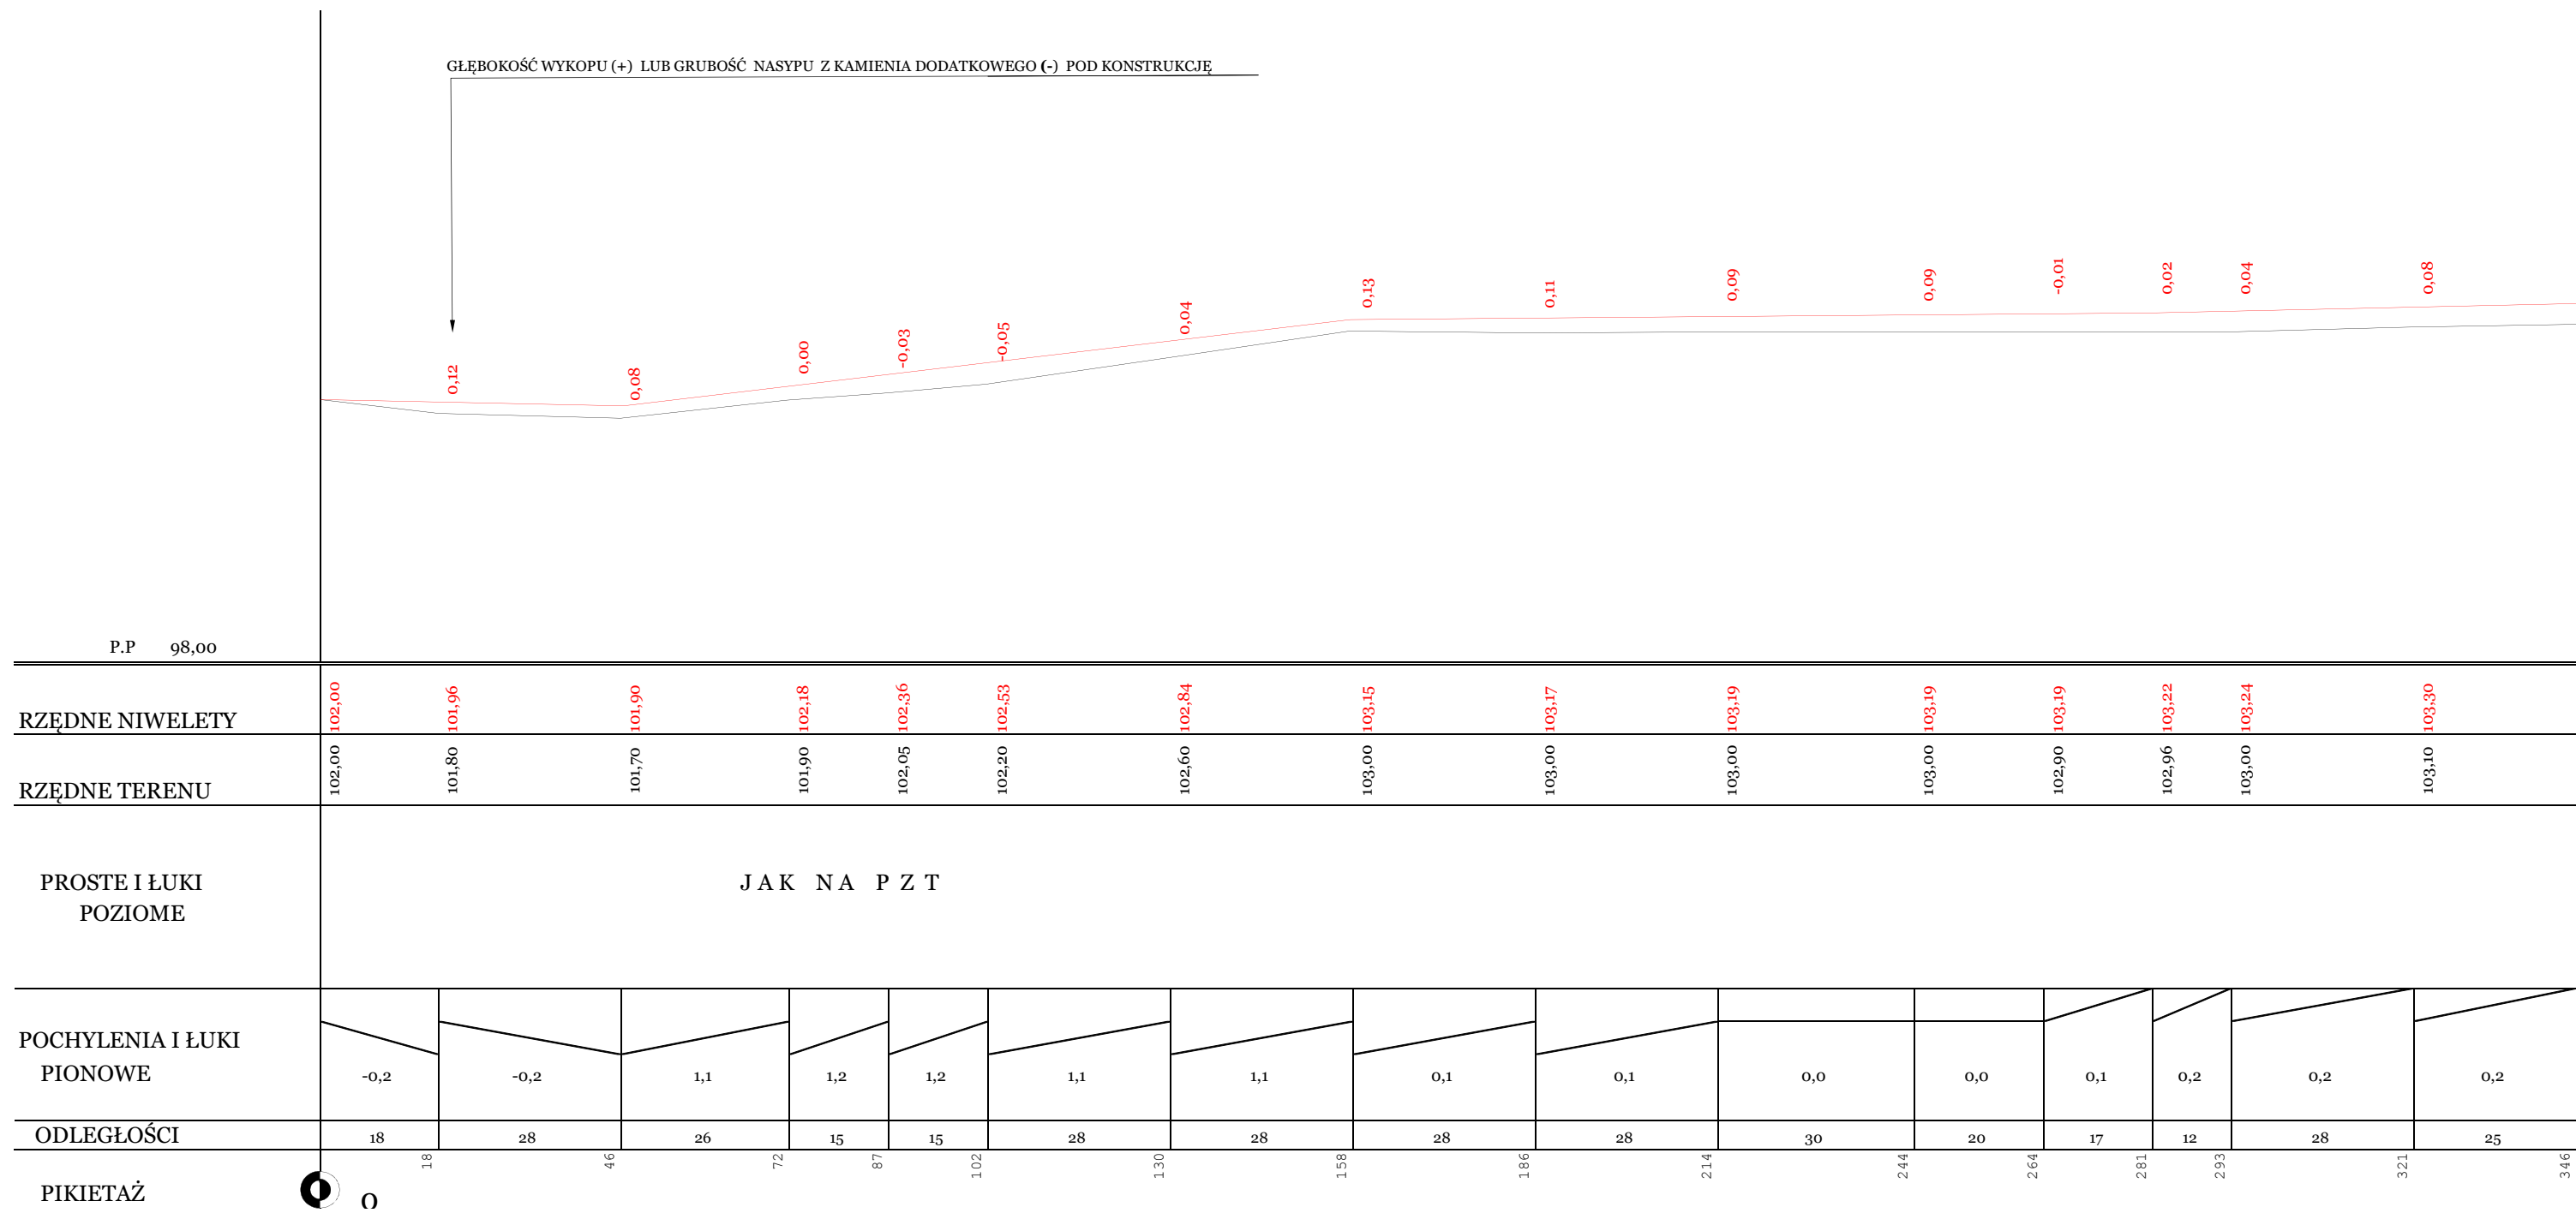 GŁĘBOKOŚĆ WYKOPU (+) LUB GRUBOŚĆ NASYPU Z KAMIENIA DODATKOWEGO (-) POD KONSTRUKCJĘ
0,12 0,08 0,00 -0,03 -0,05 0,04 0,13 0,11 0,09 0,09 -0,01 0,02 0,04 0,08
P.P 98,00
RZĘDNE NIWELETY 102,00 101,96 101,90 102,18 102,36 102,53 102,84 103,15 103,17 103,19 103,19 103,19 103,22 103,24 103,30
RZĘDNE TERENU 102,00 101,80 101,70 101,90 102,05 102,20 102,60 103,00 103,00 103,00 103,00 102,90 102,96 103,00 103,10
PROSTE I ŁUKI
POZIOME
JAK NA PZT
POCHYLENIA I ŁUKI
PIONOWE -0,2 -0,2 1,1 1,2 1,2 1,1 1,1 0,1 0,1 0,0 0,0 0,1 0,2 0,2 0,2
ODLEGŁOŚCI 18 28 26 15 15 28 28 28 28 30 20 17 12 28 25
18 46 72 87 102 130 158 186 214 244 264 281 293 321 346
PIKIETAŻ 0